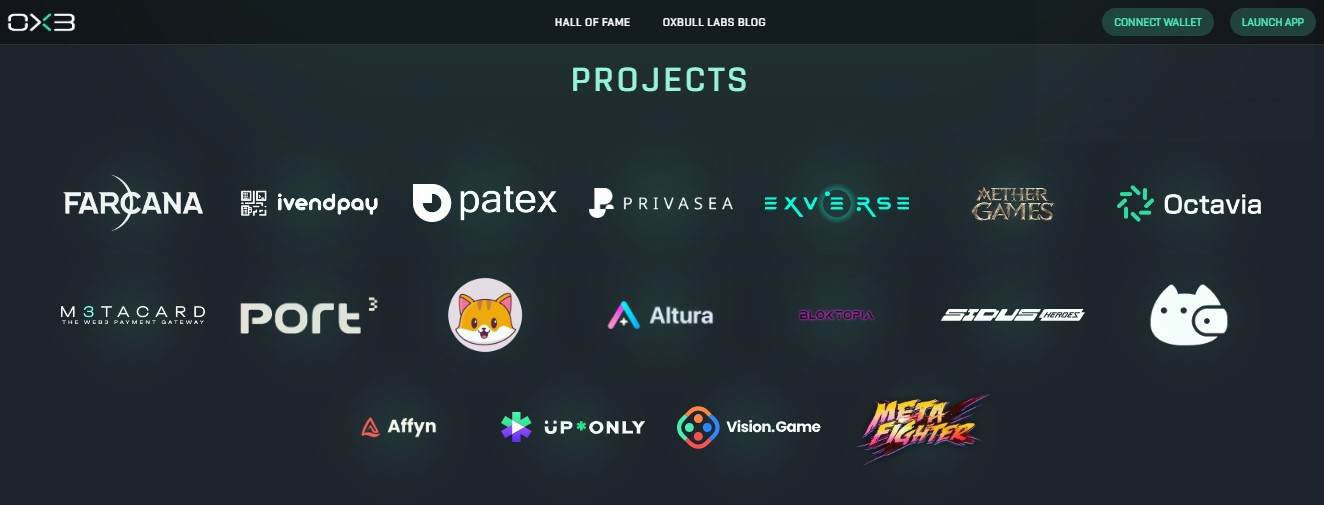 OX3
HALL OF FAME
OXBULL LABS BLOG
CONNECT WALLET
LAUNCH APP
PROJECTS
FARCANA
ivendpay
patex
PRIVASEA
EXVERSE
AETHER
GAMES
Octavia
M3TACARD
THE WEB3 PAYMENT GATEWAY
PORT3
Altura
BLOKTOPIA
SIDUS HEROES
Affyn
UP*ONLY
Vision.Game
META
FIGHTER